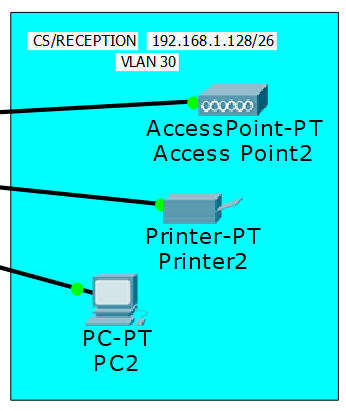 CS/RECEPTION 192.168.1.128/26
VLAN 30
AccessPoint-PT
Access Point2
Printer-PT
Printer2
PC-PT
PC2